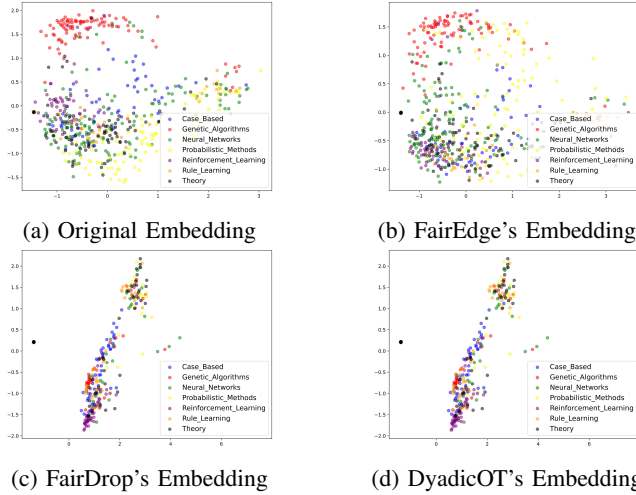 2.0
1.5
1.0
0.5
0.0
−0.5
−1.0
−1.5
−1
0
1
2
3
Case_Based
Genetic_Algorithms
Neural_Networks
Probabilistic_Methods
Reinforcement_Learning
Rule_Learning
Theory
(a) Original Embedding
1.5
1.0
0.5
0.0
−0.5
−1.0
−1
0
1
2
3
Case_Based
Genetic_Algorithms
Neural_Networks
Probabilistic_Methods
Reinforcement_Learning
Rule_Learning
Theory
(b) FairEdge's Embedding
2.0
1.5
1.0
0.5
0.0
−0.5
−1.0
−1.5
−2.0
0
2
4
6
Case_Based
Genetic_Algorithms
Neural_Networks
Probabilistic_Methods
Reinforcement_Learning
Rule_Learning
Theory
(c) FairDrop's Embedding
2.0
1.5
1.0
0.5
0.0
−0.5
−1.0
−1.5
−2.0
0
2
4
6
Case_Based
Genetic_Algorithms
Neural_Networks
Probabilistic_Methods
Reinforcement_Learning
Rule_Learning
Theory
(d) DyadicOT's Embedding